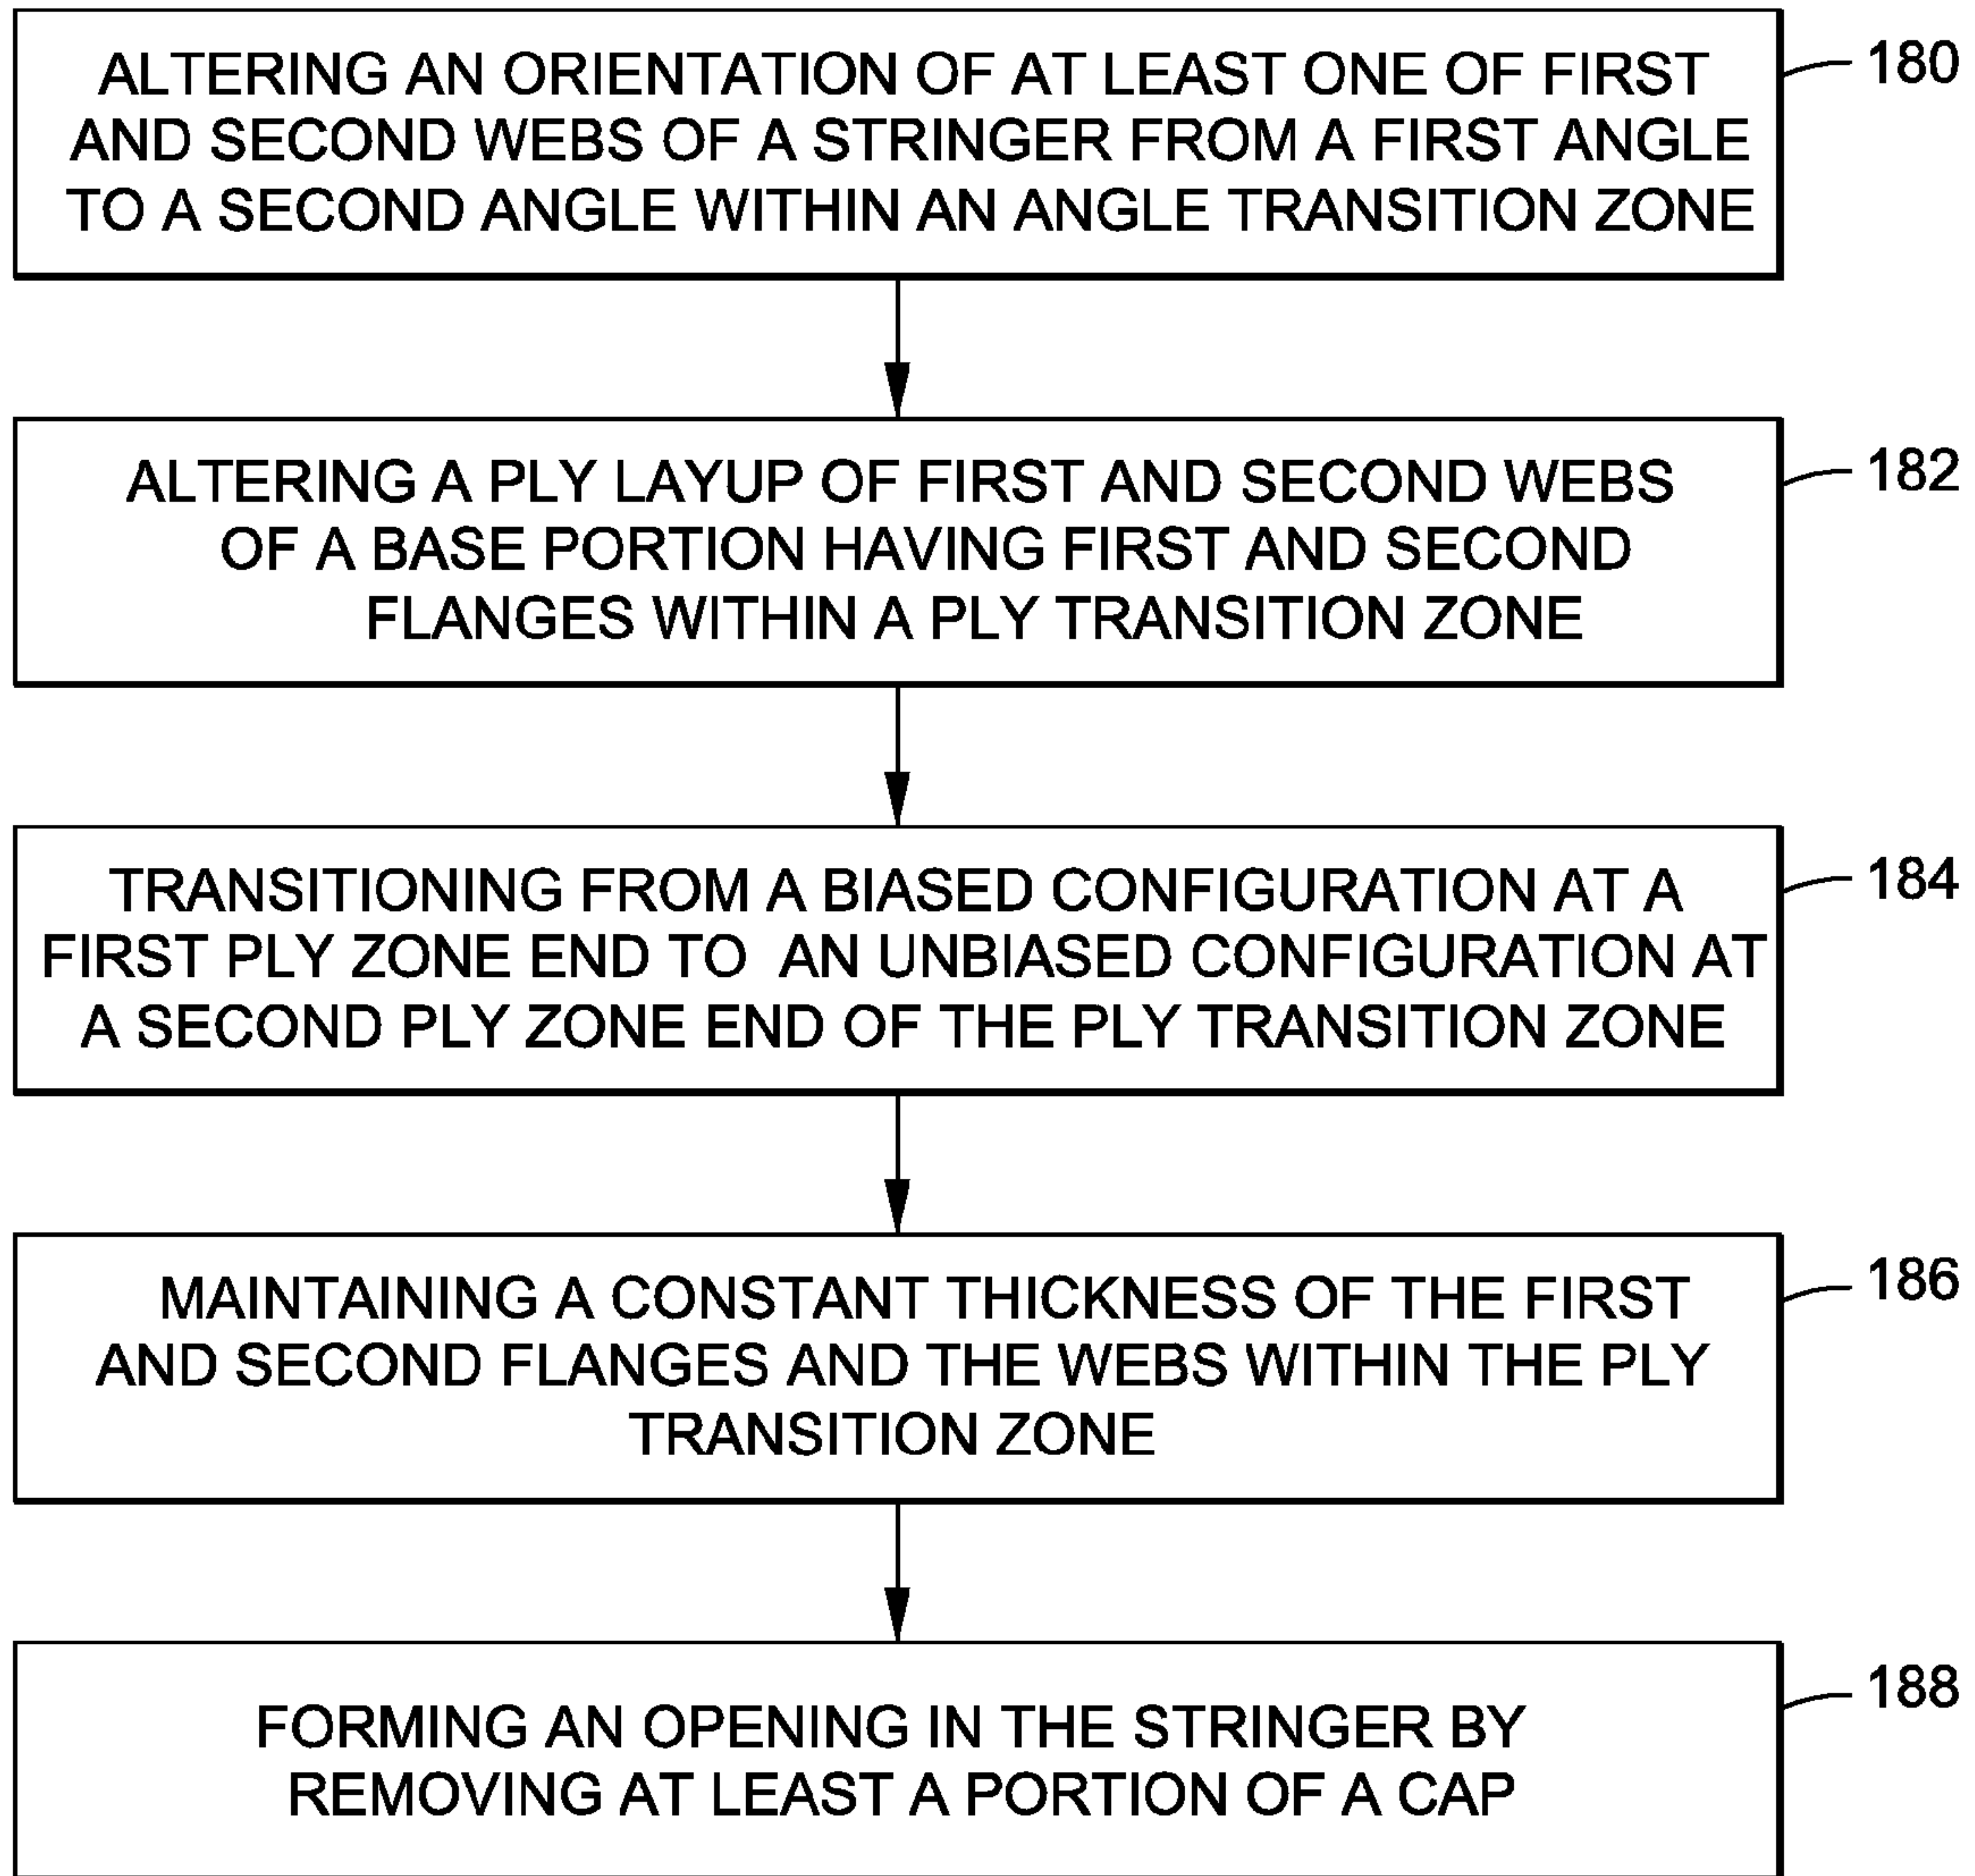 ALTERING AN ORIENTATION OF AT LEAST ONE OF FIRST
AND SECOND WEBS OF A STRINGER FROM A FIRST ANGLE
TO A SECOND ANGLE WITHIN AN ANGLE TRANSITION ZONE
180
ALTERING A PLY LAYUP OF FIRST AND SECOND WEBS
OF A BASE PORTION HAVING FIRST AND SECOND
FLANGES WITHIN A PLY TRANSITION ZONE
182
TRANSITIONING FROM A BIASED CONFIGURATION AT A
FIRST PLY ZONE END TO AN UNBIASED CONFIGURATION AT
A SECOND PLY ZONE END OF THE PLY TRANSITION ZONE
184
MAINTAINING A CONSTANT THICKNESS OF THE FIRST
AND SECOND FLANGES AND THE WEBS WITHIN THE PLY
TRANSITION ZONE
186
FORMING AN OPENING IN THE STRINGER BY
REMOVING AT LEAST A PORTION OF A CAP
188